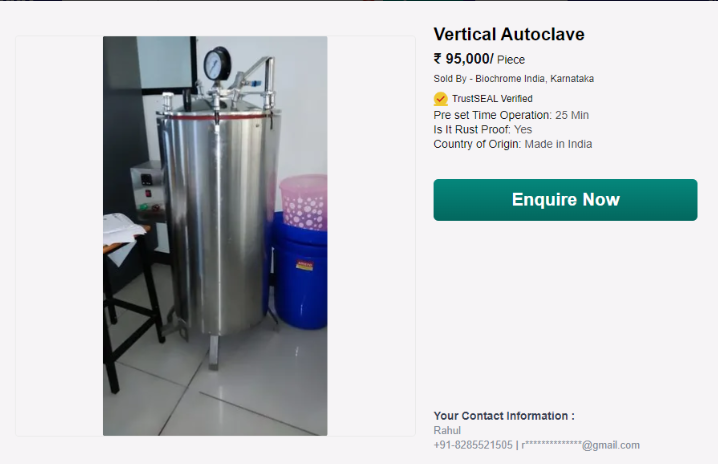 Vertical Autoclave
₹ 95,000/ Piece
Sold By - Biochrome India, Karnataka
TrustSEAL Verified
Pre set Time Operation: 25 Min
Is It Rust Proof: Yes
Country of Origin: Made in India
Enquire Now
Your Contact Information :
Rahul
+91-8285521505 | r**************@gmail.com